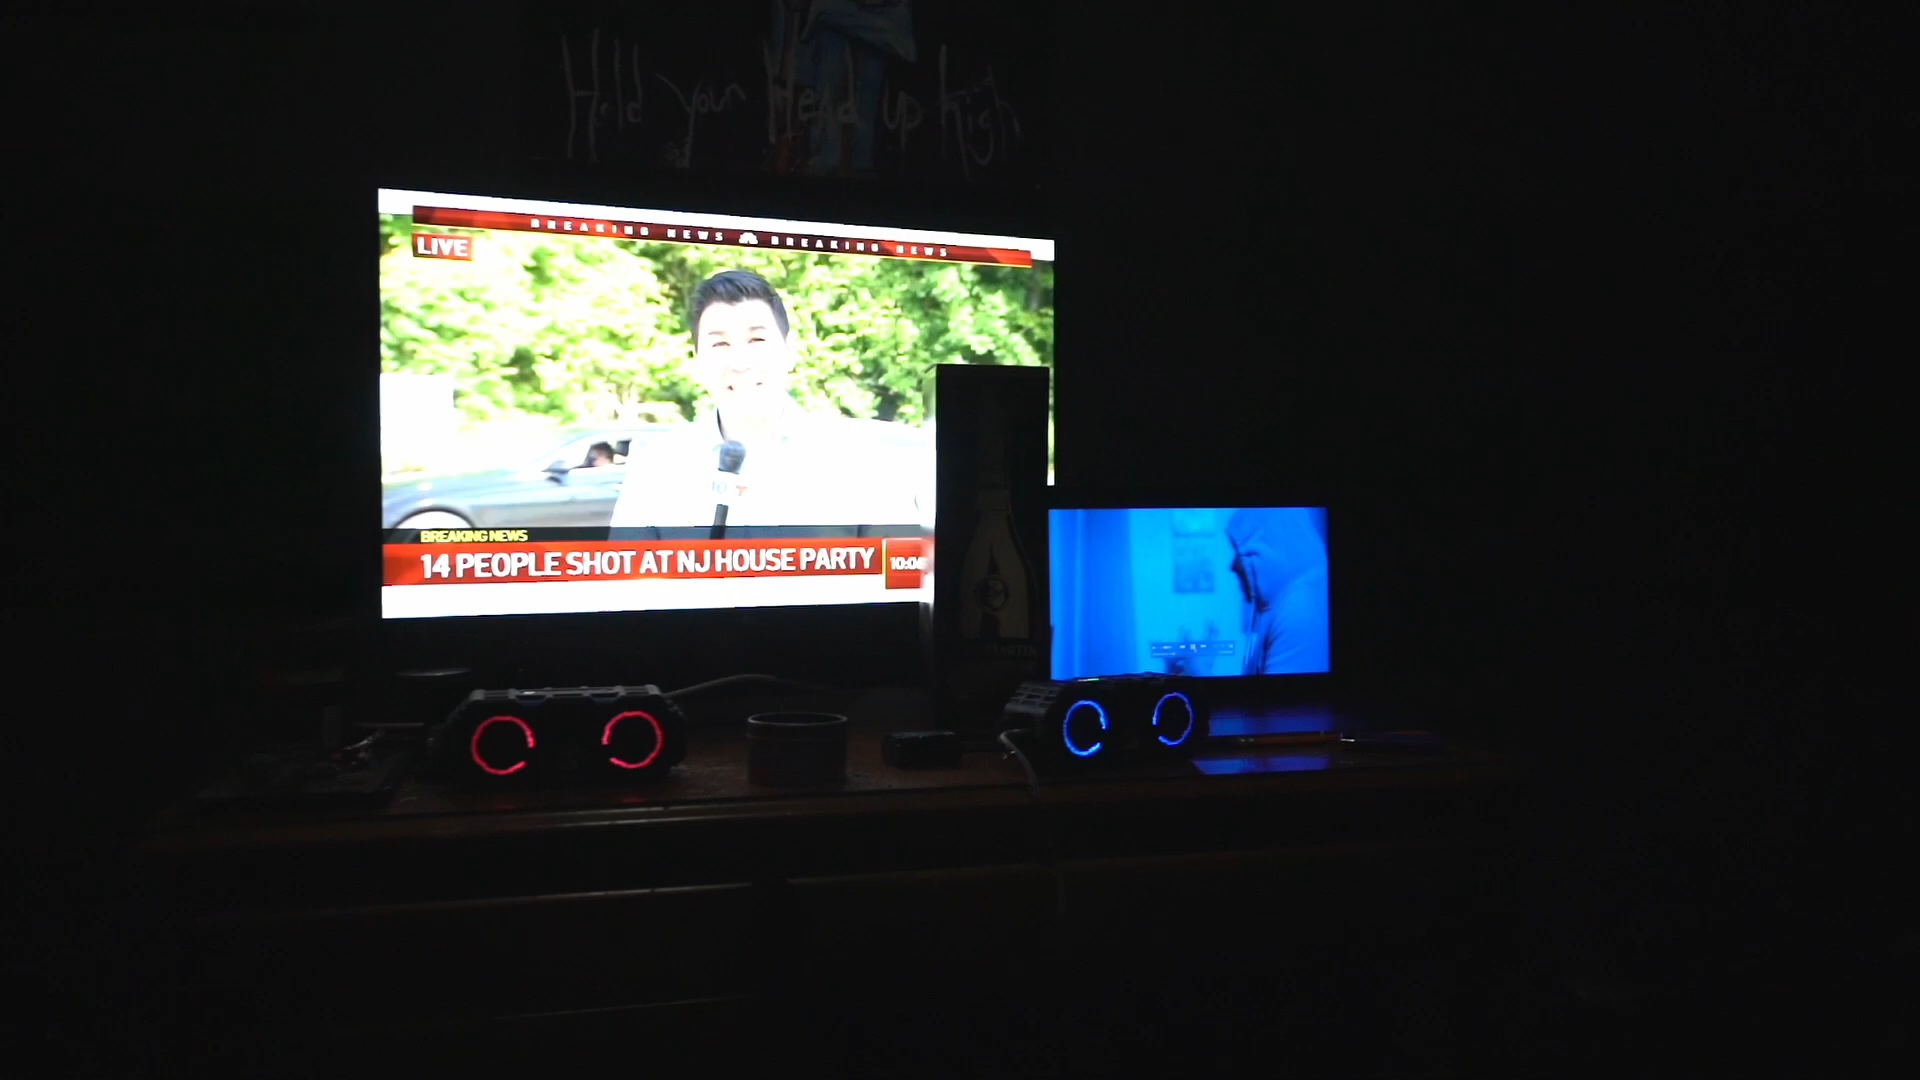 Hold your Head up high
BREAKING NEWS BREAKING NEWS
LIVE
10
BREAKING NEWS
14 PEOPLE SHOT AT NJ HOUSE PARTY